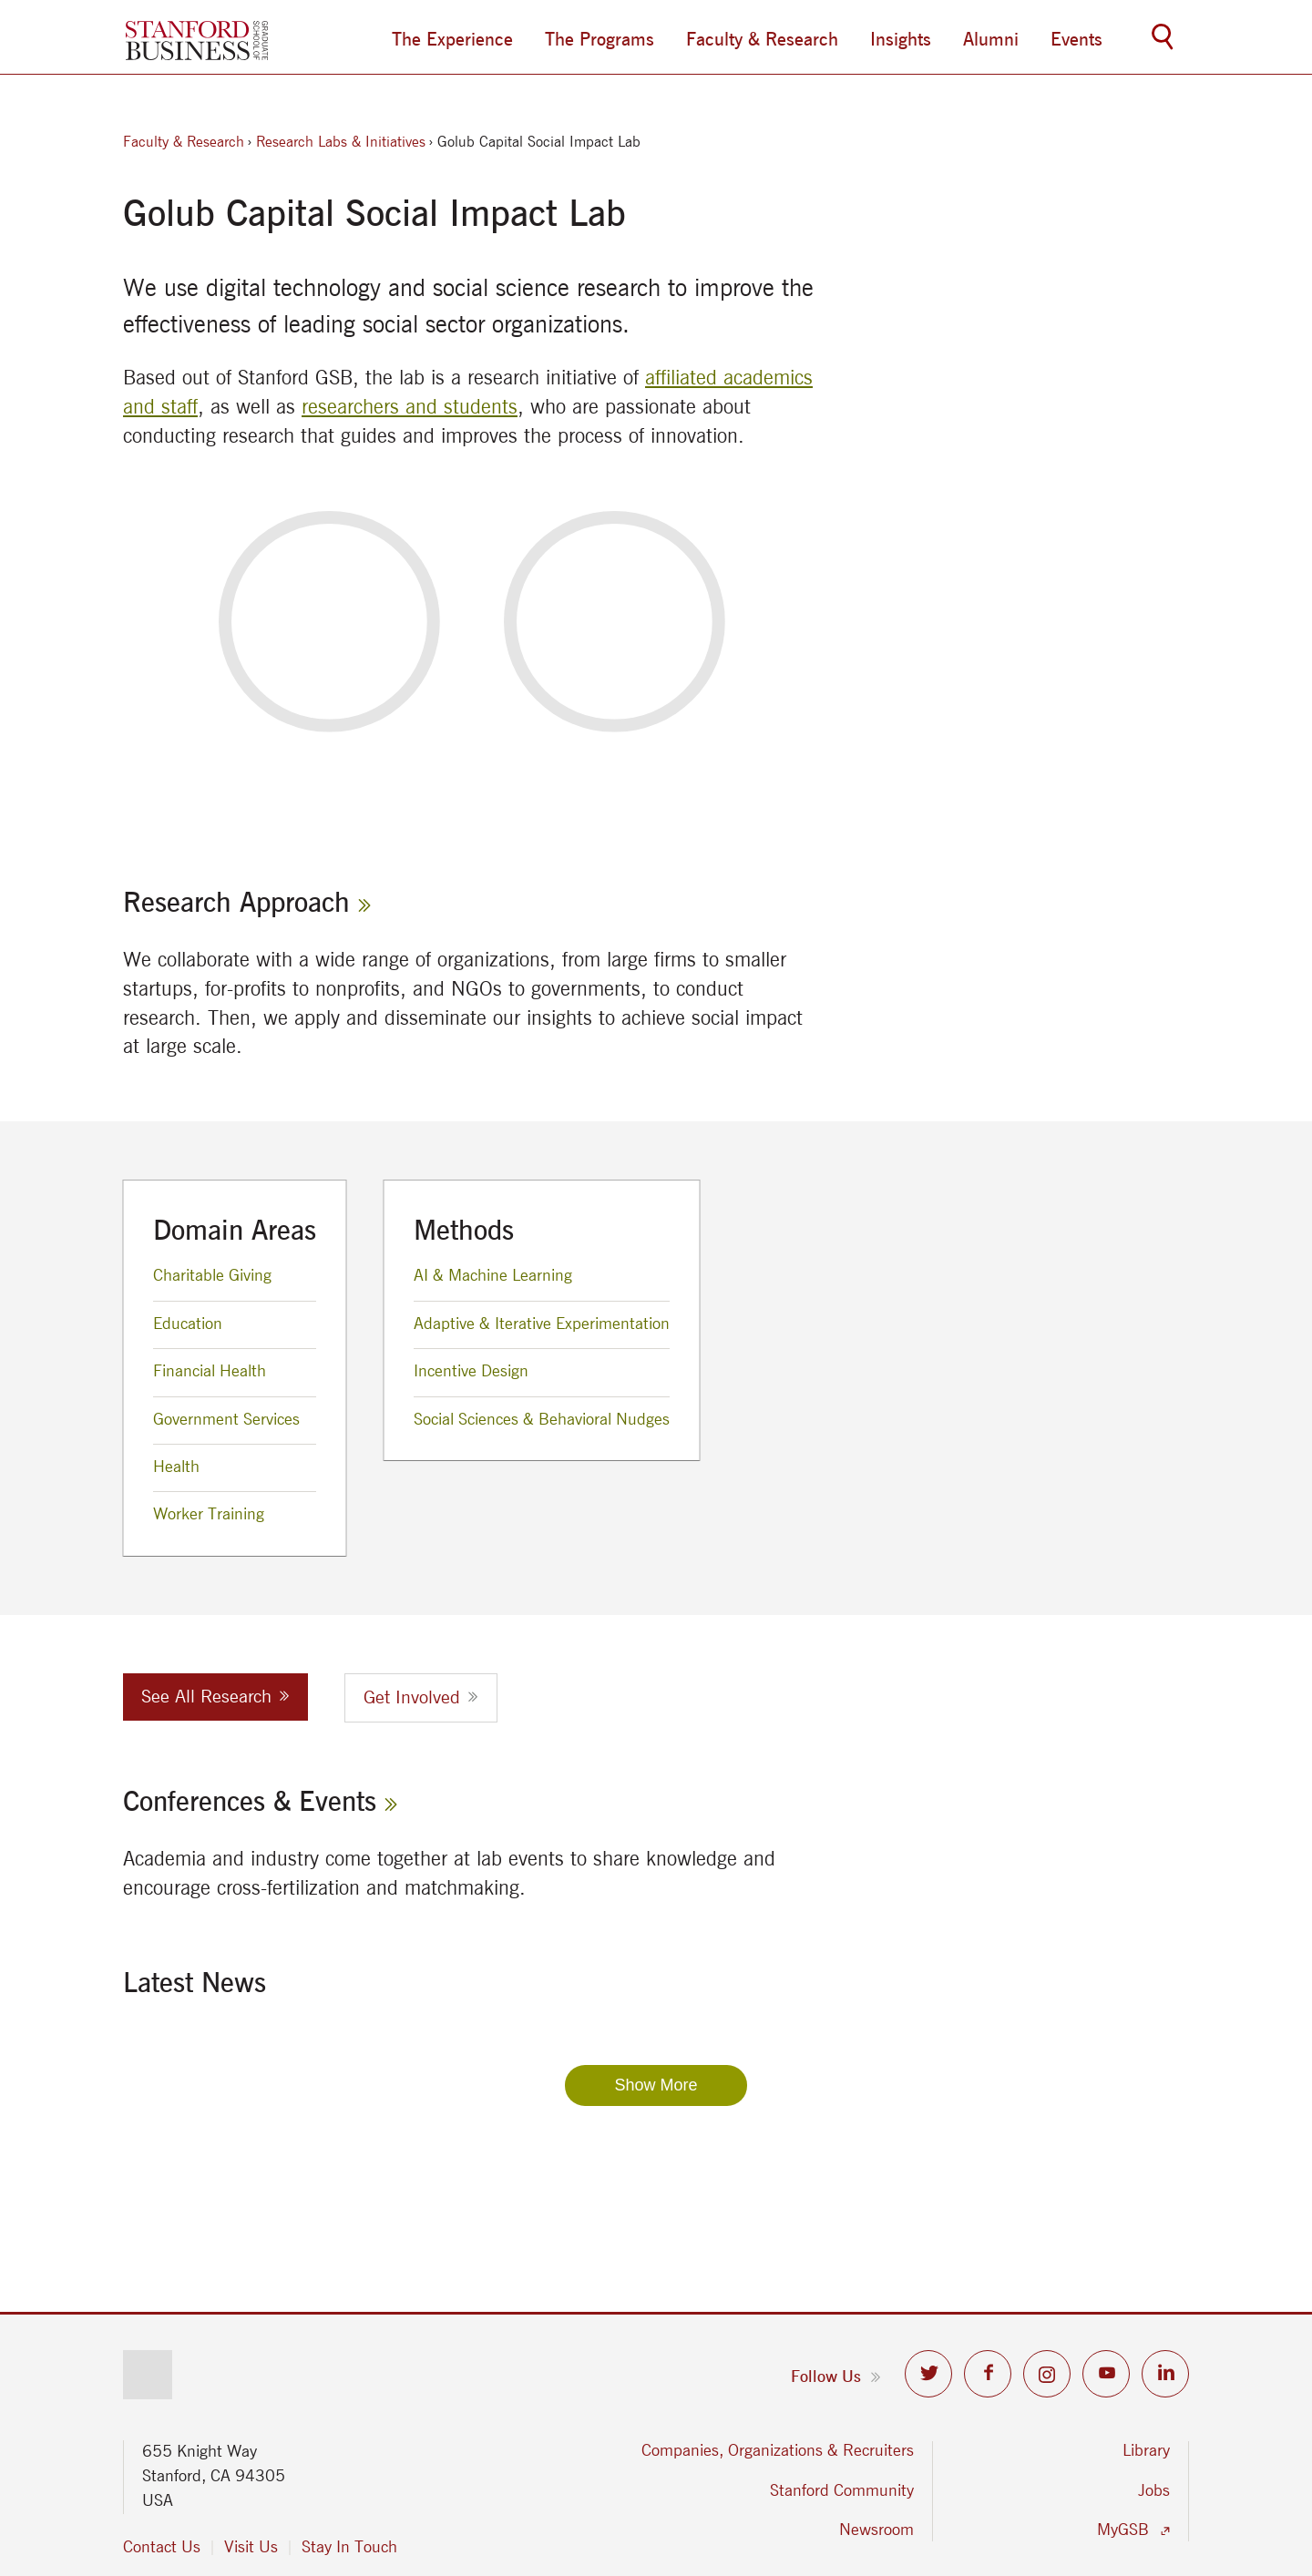 STANFORD
BUSINESS
GRADUATE
SCHOOL OF
The Experience
The Programs
Faculty & Research
Insights
Alumni
Events
Faculty & Research › Research Labs & Initiatives › Golub Capital Social Impact Lab
Golub Capital Social Impact Lab
We use digital technology and social science research to improve the
effectiveness of leading social sector organizations.
Based out of Stanford GSB, the lab is a research initiative of affiliated academics
and staff, as well as researchers and students, who are passionate about
conducting research that guides and improves the process of innovation.
Research Approach »
We collaborate with a wide range of organizations, from large firms to smaller
startups, for-profits to nonprofits, and NGOs to governments, to conduct
research. Then, we apply and disseminate our insights to achieve social impact
at large scale.
Domain Areas
Charitable Giving
Education
Financial Health
Government Services
Health
Worker Training
Methods
AI & Machine Learning
Adaptive & Iterative Experimentation
Incentive Design
Social Sciences & Behavioral Nudges
See All Research »
Get Involved »
Conferences & Events »
Academia and industry come together at lab events to share knowledge and
encourage cross-fertilization and matchmaking.
Latest News
Show More
Follow Us »
655 Knight Way
Stanford, CA 94305
USA
Contact Us
Visit Us
Stay In Touch
Companies, Organizations & Recruiters
Stanford Community
Newsroom
Library
Jobs
MyGSB